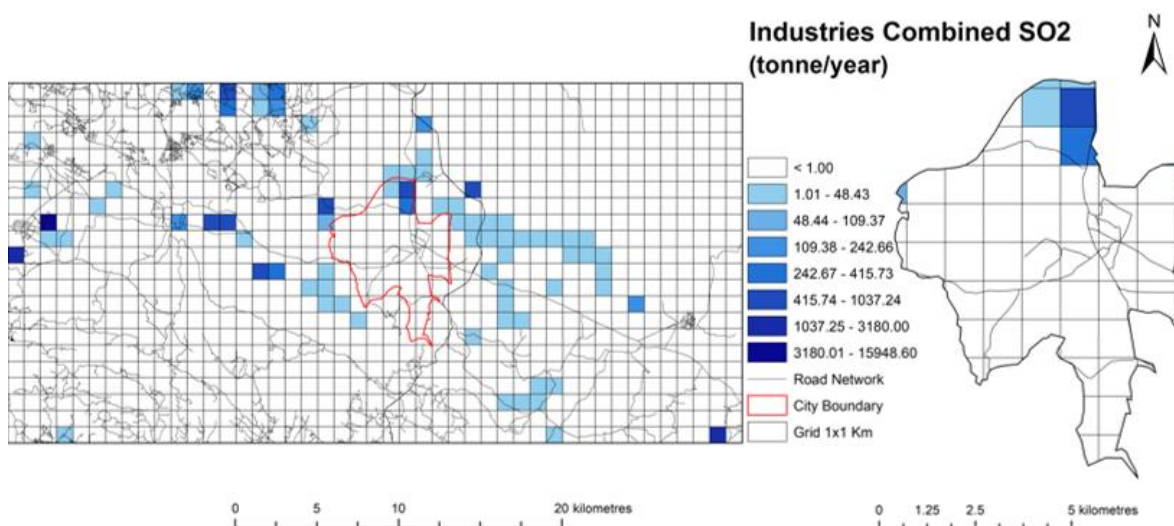 Industries Combined SO2
(tonne/year)
N
< 1.00
1.01 - 48.43
48.44 - 109.37
109.38 - 242.66
242.67 - 415.73
415.74 - 1037.24
1037.25 - 3180.00
3180.01 - 15948.60
Road Network
City Boundary
Grid 1x1 Km
0 5 10 20 kilometres
0 1.25 2.5 5 kilometres